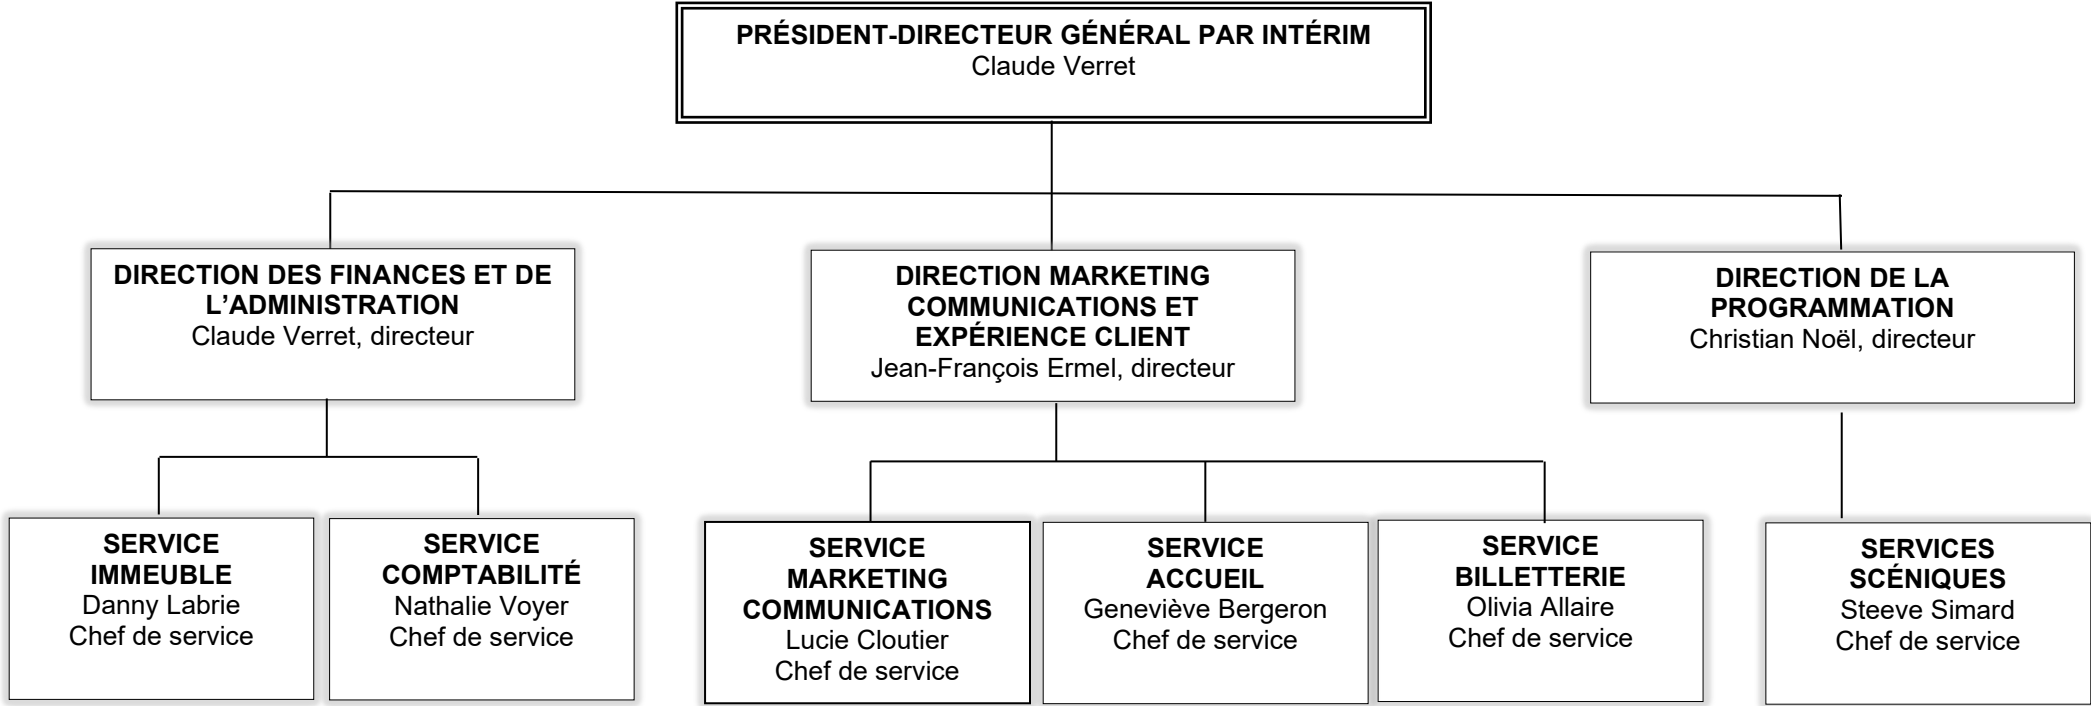 PRÉSIDENT-DIRECTEUR GÉNÉRAL PAR INTÉRIM
Claude Verret
DIRECTION DES FINANCES ET DE
L’ADMINISTRATION
Claude Verret, directeur
DIRECTION MARKETING
COMMUNICATIONS ET
EXPÉRIENCE CLIENT
Jean-François Ermel, directeur
DIRECTION DE LA
PROGRAMMATION
Christian Noël, directeur
SERVICE
IMMEUBLE
Danny Labrie
Chef de service
SERVICE
COMPTABILITÉ
Nathalie Voyer
Chef de service
SERVICE
MARKETING
COMMUNICATIONS
Lucie Cloutier
Chef de service
SERVICE
ACCUEIL
Geneviève Bergeron
Chef de service
SERVICE
BILLETTERIE
Olivia Allaire
Chef de service
SERVICES
SCÉNIQUES
Steeve Simard
Chef de service